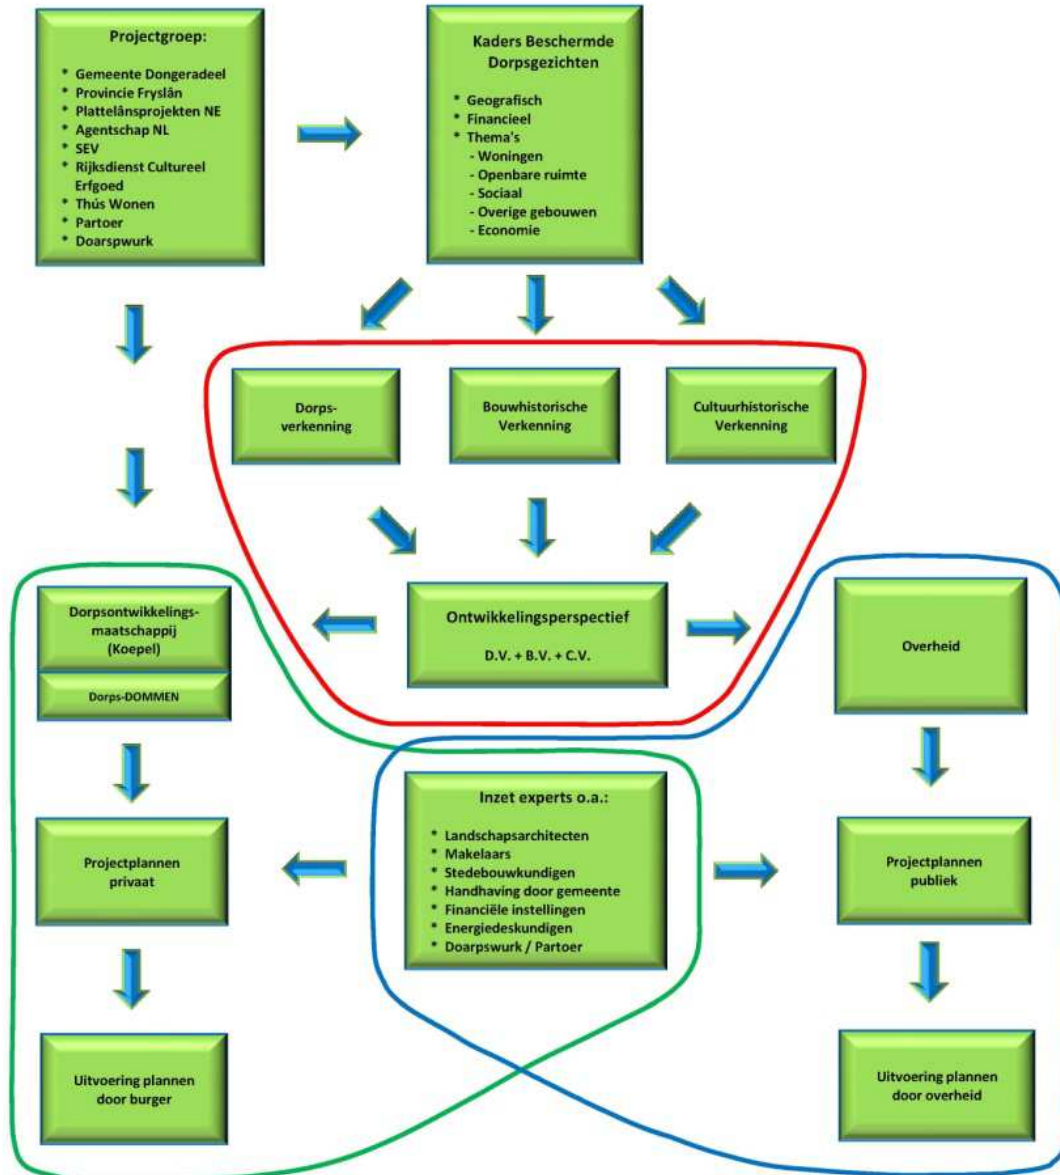 Projectgroep:
* Gemeente Dongeradeel
* Provincie Fryslân
* Plattelânsprojekten NE
* Agentschap NL
* SEV
* Rijksdienst Cultureel
Erfgoed
* Thús Wonen
* Partoer
* Doarspwurk
Kaders Beschermde
Dorpsgezichten
* Geografisch
* Financieel
* Thema's
- Woningen
- Openbare ruimte
- Sociaal
- Overige gebouwen
- Economie
Dorps-
verkenning
Bouwhistorische
Verkenning
Cultuurhistorische
Verkenning
Dorpsontwikkelings-
maatschappij
(Koepel)
Dorps-DOMMEN
Ontwikkelingsperspectief
D.V. + B.V. + C.V.
Overheid
Projectplannen
privaat
Inzet experts o.a.:
* Landschapsarchitecten
* Makelaars
* Stedebouwkundigen
* Handhaving door gemeente
* Financiële instellingen
* Energiedeskundigen
* Doarpswurk / Partoer
Projectplannen
publiek
Uitvoering plannen
door burger
Uitvoering plannen
door overheid